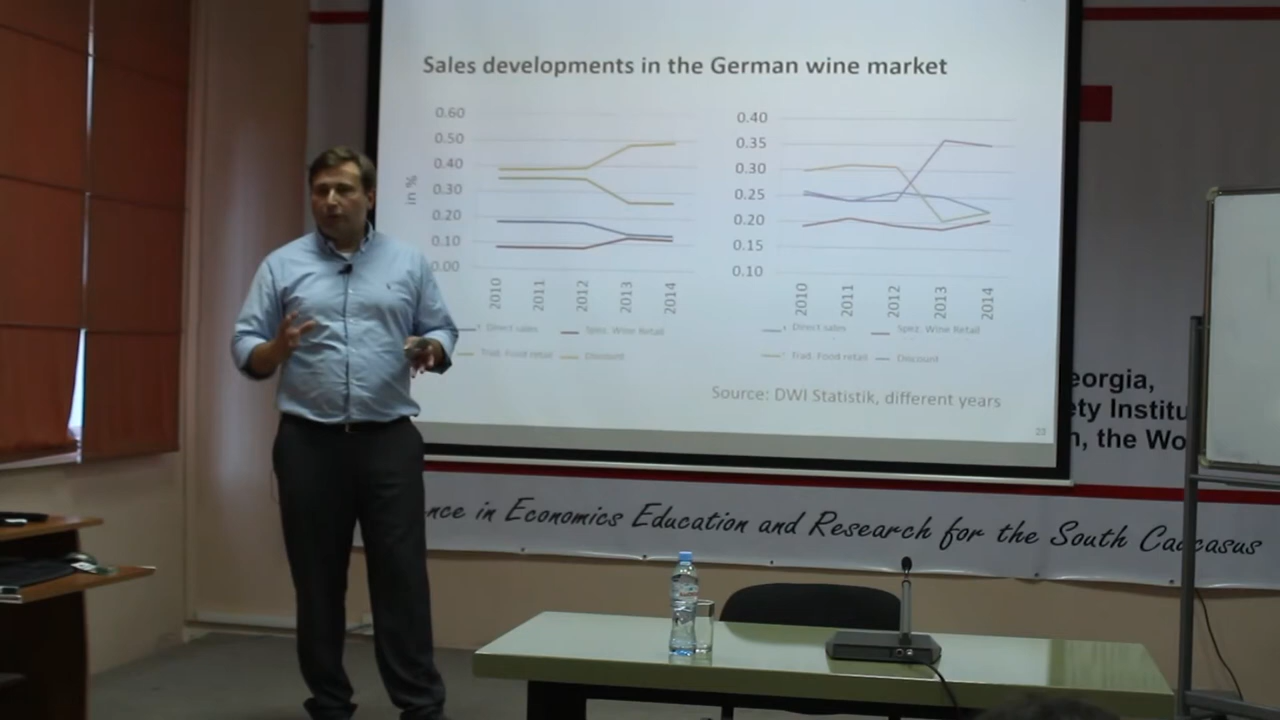 Sales developments in the German wine market
in %
0.60
0.50
0.40
0.30
0.20
0.10
0.00
2010
2011
2012
2013
2014
Direct sales
Spez. Wine Retail
Trad. Food retail
Discount
0.40
0.35
0.30
0.25
0.20
0.15
0.10
2010
2011
2012
2013
2014
Direct sales
Spez. Wine Retail
Trad. Food retail
Discount
Source: DWI Statistik, different years
23
eorgia,
ety Institu
n, the Wo
nce in Economics Education and Research for the South Caucasus